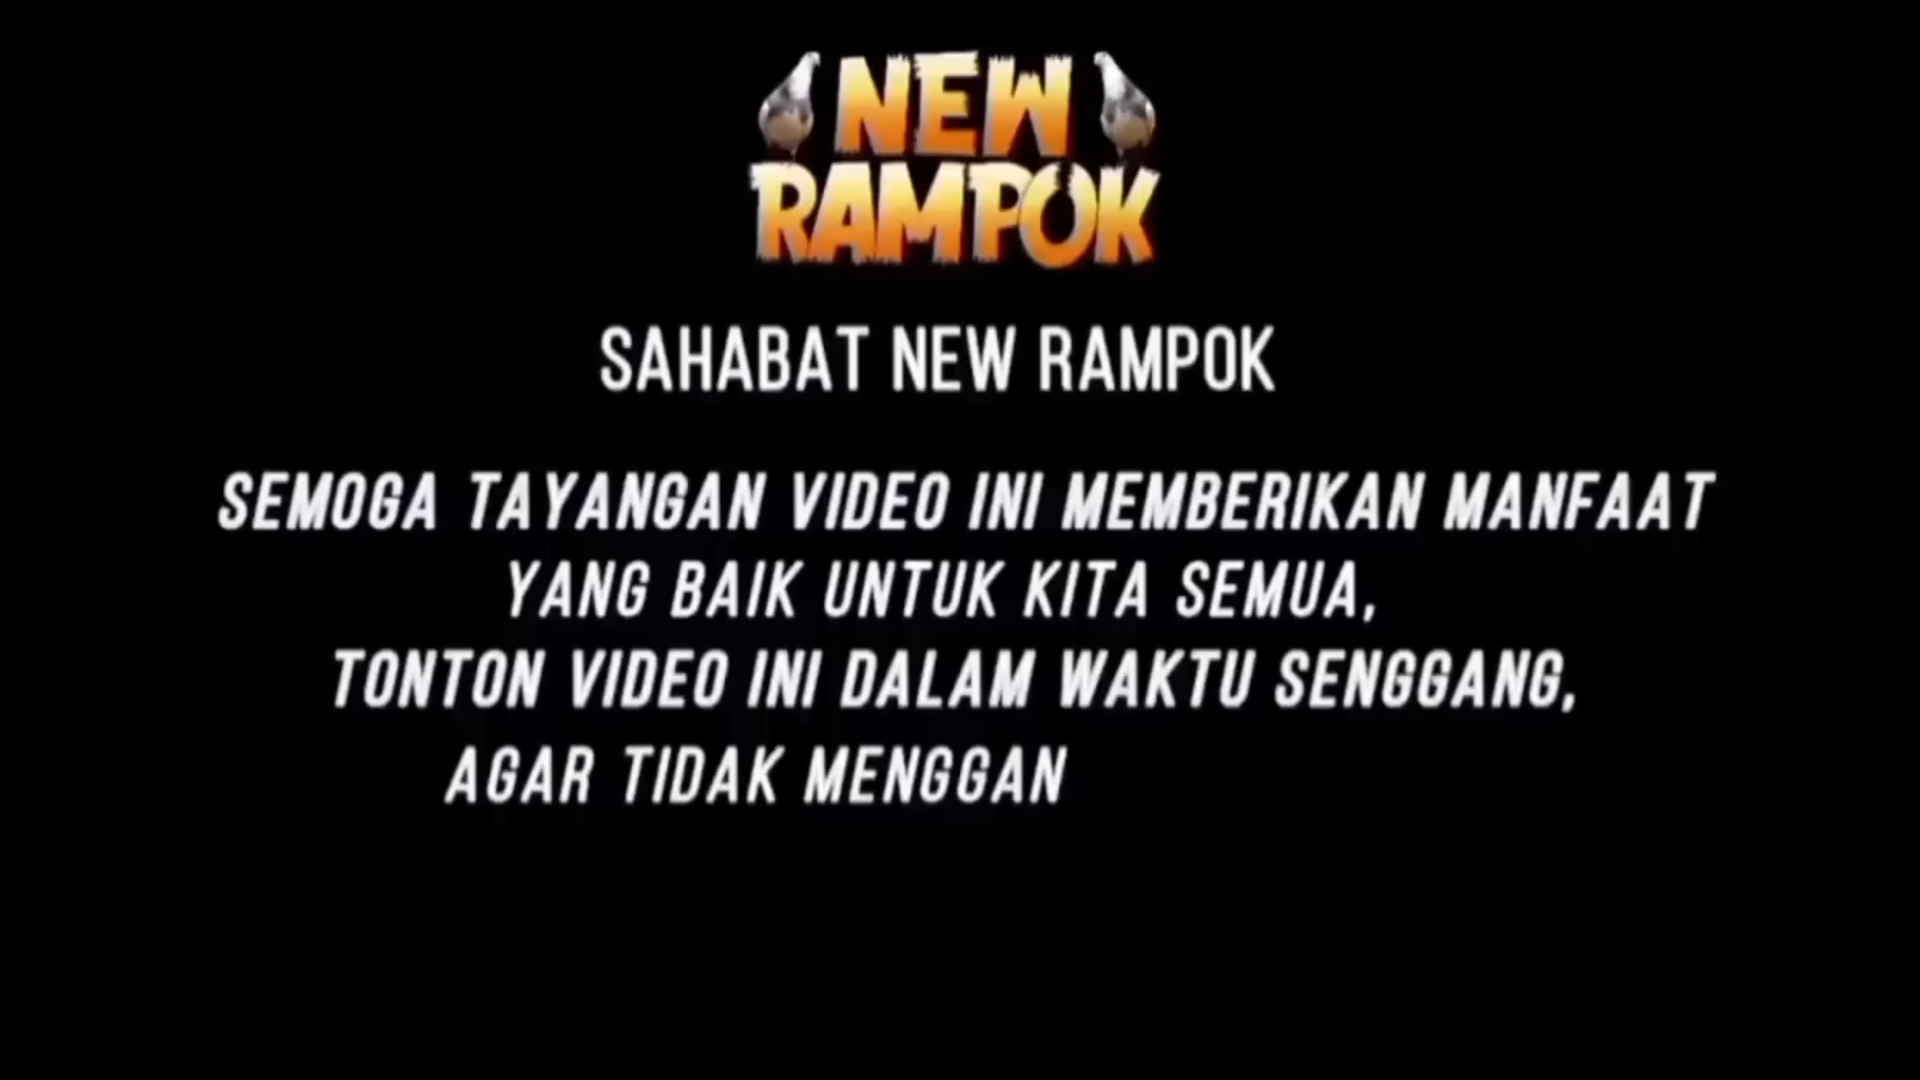 NEW
RAMPOK
SAHABAT NEW RAMPOK
SEMOGA TAYANGAN VIDEO INI MEMBERIKAN MANFAAT
YANG BAIK UNTUK KITA SEMUA,
TONTON VIDEO INI DALAM WAKTU SENGGANG,
AGAR TIDAK MENGGAN